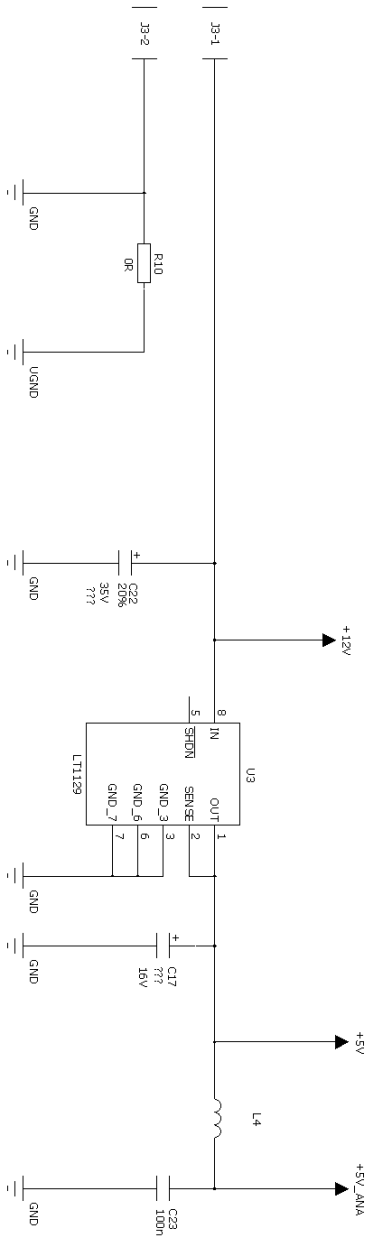 J3-1
J3-2
GND
R10
0R
UGND
C22
20%
35V
???
GND
+12V
U3
8
IN
5
SHDN
LT1129
OUT
1
SENSE
2
GND_3
3
GND_6
6
GND_7
7
GND
C17
???
16V
GND
+5V
L4
+5V_ANA
C23
100n
GND